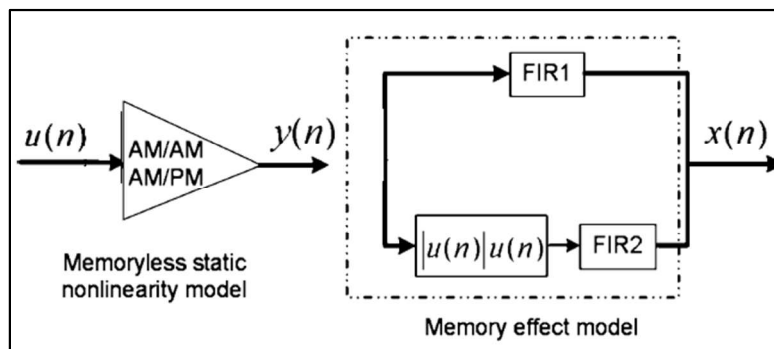 u(n)
AM/AM
AM/PM
y(n)
Memoryless static
nonlinearity model
FIR1
|u(n)|u(n)
FIR2
x(n)
Memory effect model